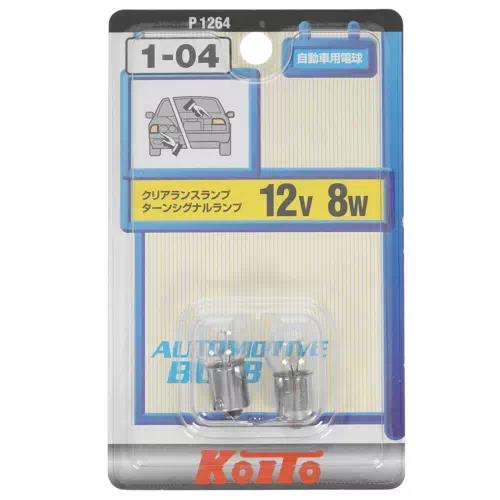 P 1264
1-04
自動車用電球
クリアランスランプ
ターンシグナルランプ
12V 8W
AUTOMOTIVE
BULB
KoiTo